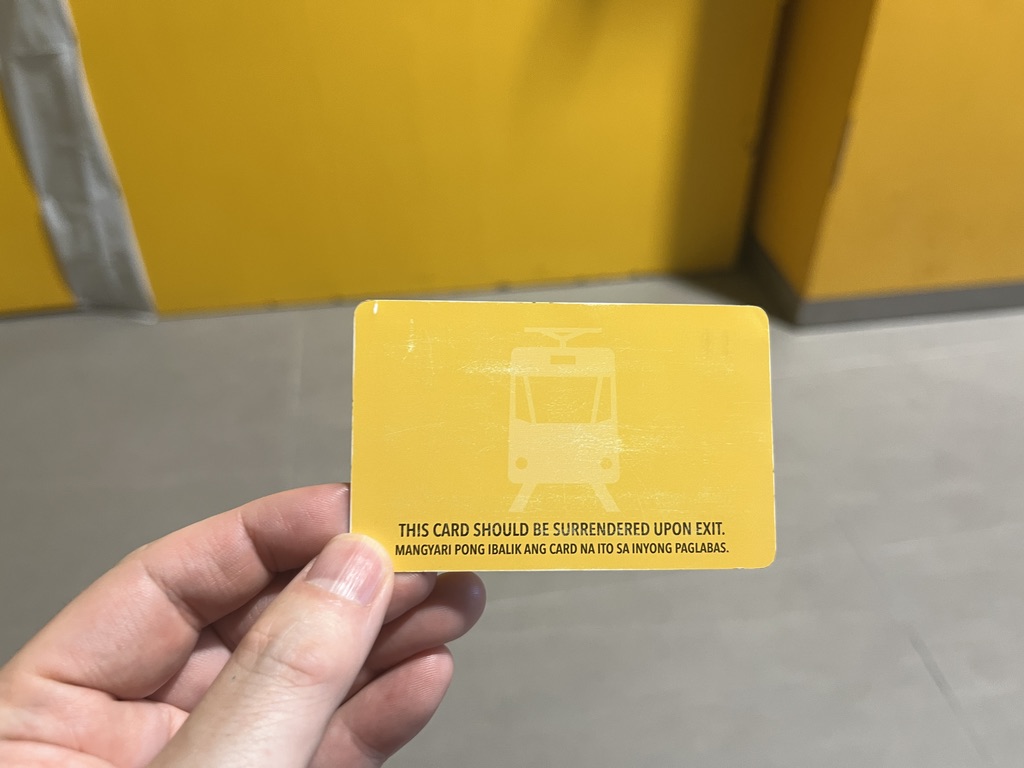 THIS CARD SHOULD BE SURRENDERED UPON EXIT.
MANGYARI PONG IBALIK ANG CARD NA ITO SA INYONG PAGLABAS.